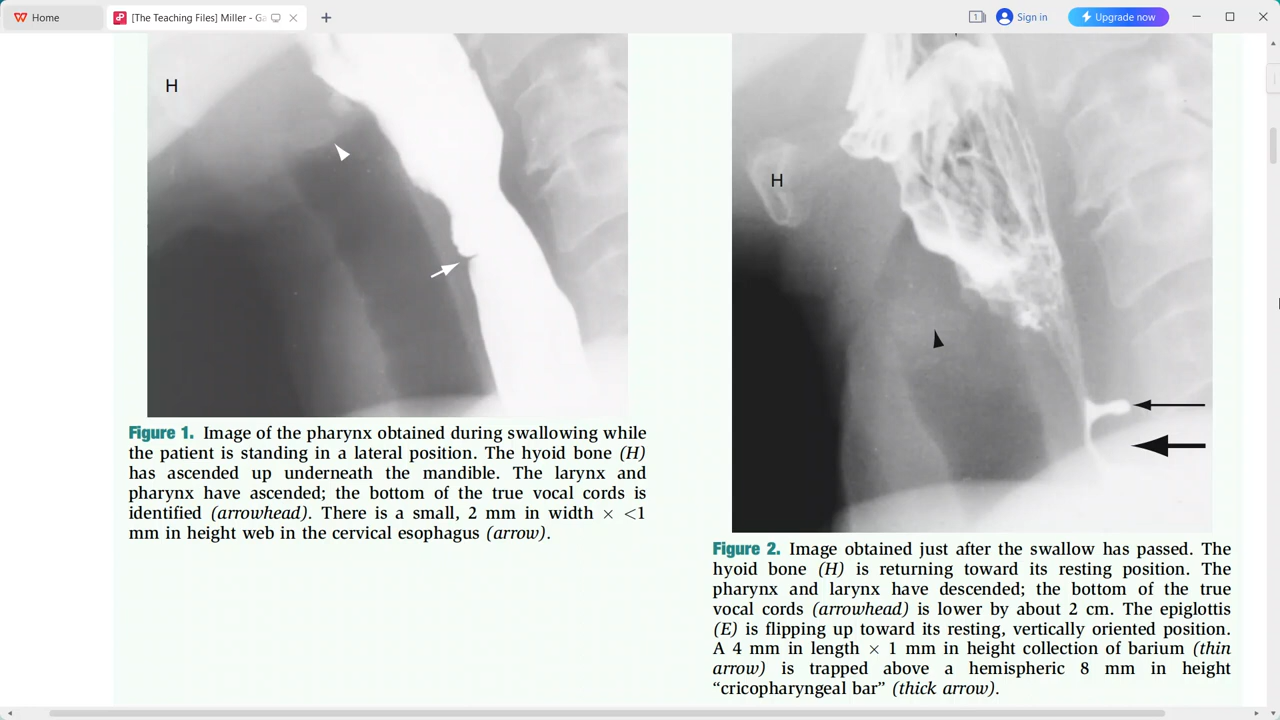 Home
[The Teaching Files] Miller - Ga
1
Sign in
Upgrade now
H
H
Figure 1. Image of the pharynx obtained during swallowing while
the patient is standing in a lateral position. The hyoid bone (H)
has ascended up underneath the mandible. The larynx and
pharynx have ascended; the bottom of the true vocal cords is
identified (arrowhead). There is a small, 2 mm in width × <1
mm in height web in the cervical esophagus (arrow).
Figure 2. Image obtained just after the swallow has passed. The
hyoid bone (H) is returning toward its resting position. The
pharynx and larynx have descended; the bottom of the true
vocal cords (arrowhead) is lower by about 2 cm. The epiglottis
(E) is flipping up toward its resting, vertically oriented position.
A 4 mm in length × 1 mm in height collection of barium (thin
arrow) is trapped above a hemispheric 8 mm in height
“cricopharyngeal bar” (thick arrow).